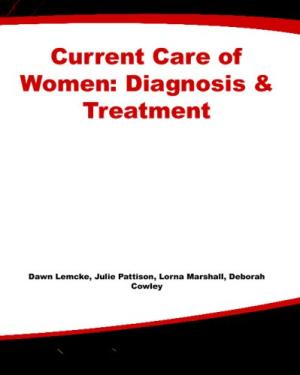 Current Care of
Women: Diagnosis &
Treatment
Dawn Lemcke, Julie Pattison, Lorna Marshall, Deborah
Cowley